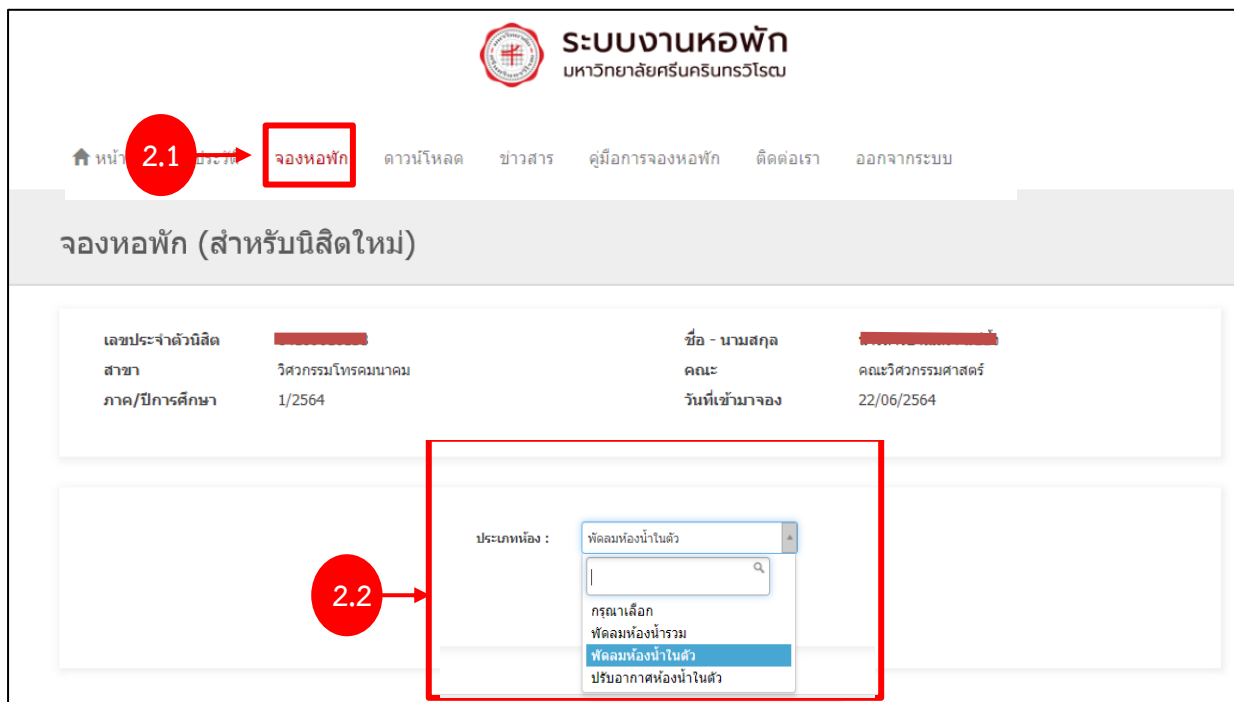 ระบบงานหอพัก
มหาวิทยาลัยศรีนครินทรวิโรฒ
2.1
จองหอพัก ดาวน์โหลด ข่าวสาร คู่มือการจองหอพัก ติดต่อเรา ออกจากระบบ
จองหอพัก (สำหรับนิสิตใหม่)
เลขประจำตัวนิสิต ชื่อ - นามสกุล
สาขา วิศวกรรมโทรคมนาคม คณะ คณะวิศวกรรมศาสตร์
ภาค/ปีการศึกษา 1/2564 วันที่เข้ามาจอง 22/06/2564
ประเภทห้อง : พัดลมห้องน้ำในตัว
2.2
กรุณาเลือก
พัดลมห้องน้ำรวม
พัดลมห้องน้ำในตัว
ปรับอากาศห้องน้ำในตัว